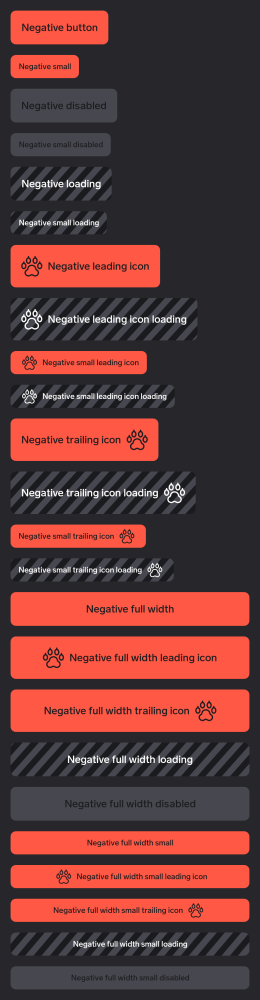 Negative button
Negative small
Negative disabled
Negative small disabled
Negative loading
Negative small loading
Negative leading icon
Negative leading icon loading
Negative small leading icon
Negative small leading icon loading
Negative trailing icon
Negative trailing icon loading
Negative small trailing icon
Negative small trailing icon loading
Negative full width
Negative full width leading icon
Negative full width trailing icon
Negative full width loading
Negative full width disabled
Negative full width small
Negative full width small leading icon
Negative full width small trailing icon
Negative full width small loading
Negative full width small disabled